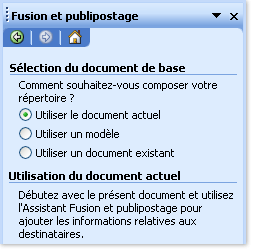 Fusion et publipostage
Sélection du document de base
Comment souhaitez-vous composer votre
répertoire ?
Utiliser le document actuel
Utiliser un modèle
Utiliser un document existant
Utilisation du document actuel
Débutez avec le présent document et utilisez
l'Assistant Fusion et publipostage pour
ajouter les informations relatives aux
destinataires.